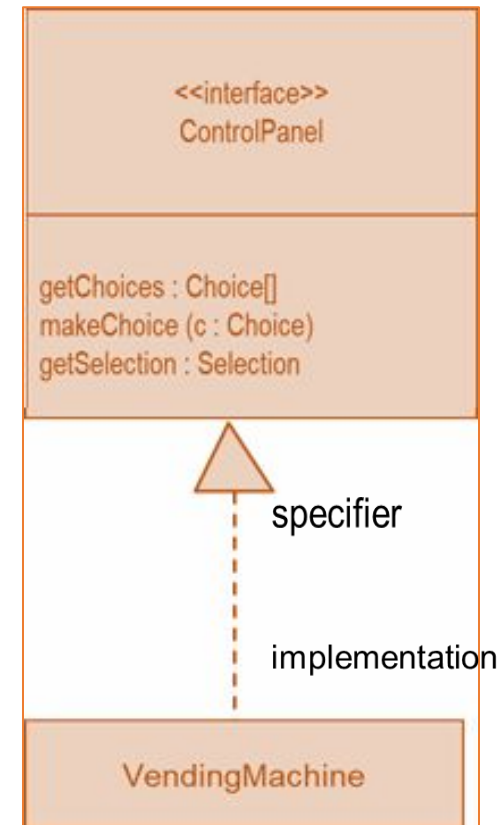 <<interface>>
ControlPanel
getChoices : Choice[]
makeChoice (c : Choice)
getSelection : Selection
specifier
implementation
VendingMachine